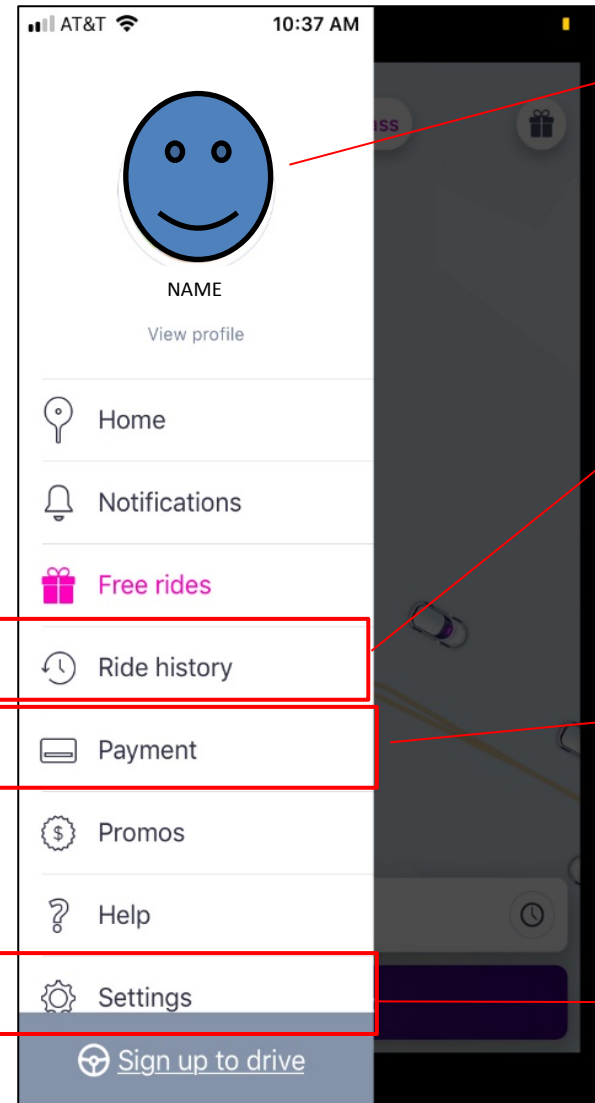 AT&T 10:37 AM
ass
NAME
View profile
Home
Notifications
Free rides
Ride history
Payment
$ Promos
? Help
Settings
Sign up to drive